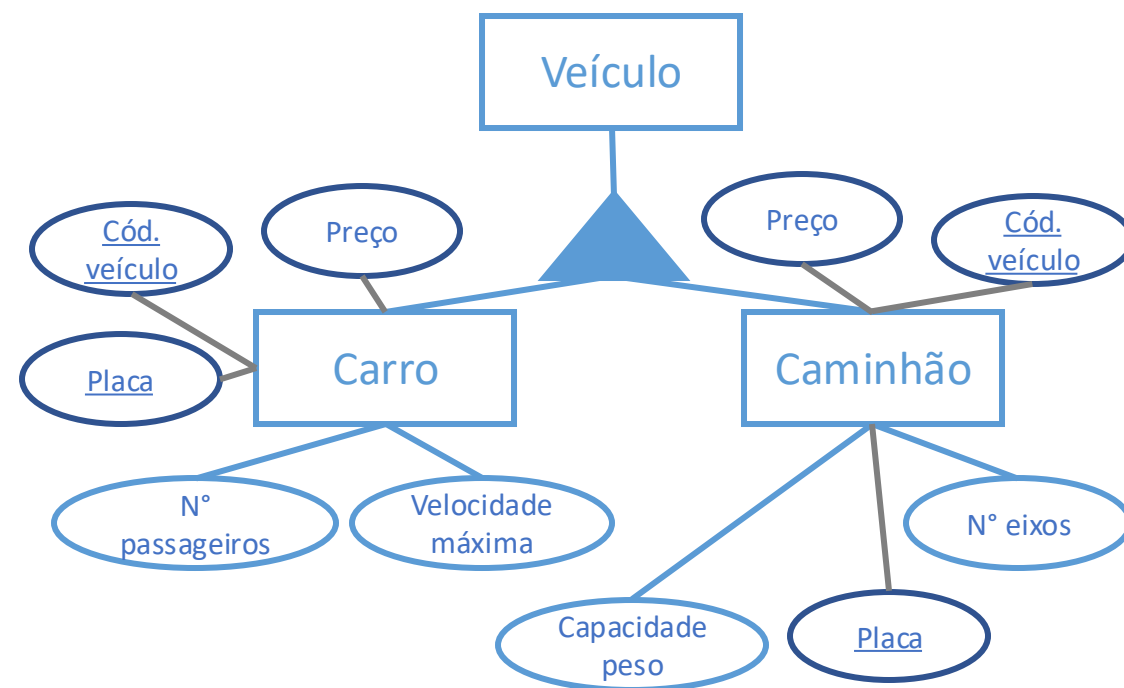 Veículo
Cód.
veículo
Preço
Preço
Cód.
veículo
Placa
Carro
Caminhão
N°
passageiros
Velocidade
máxima
N° eixos
Capacidade
peso
Placa